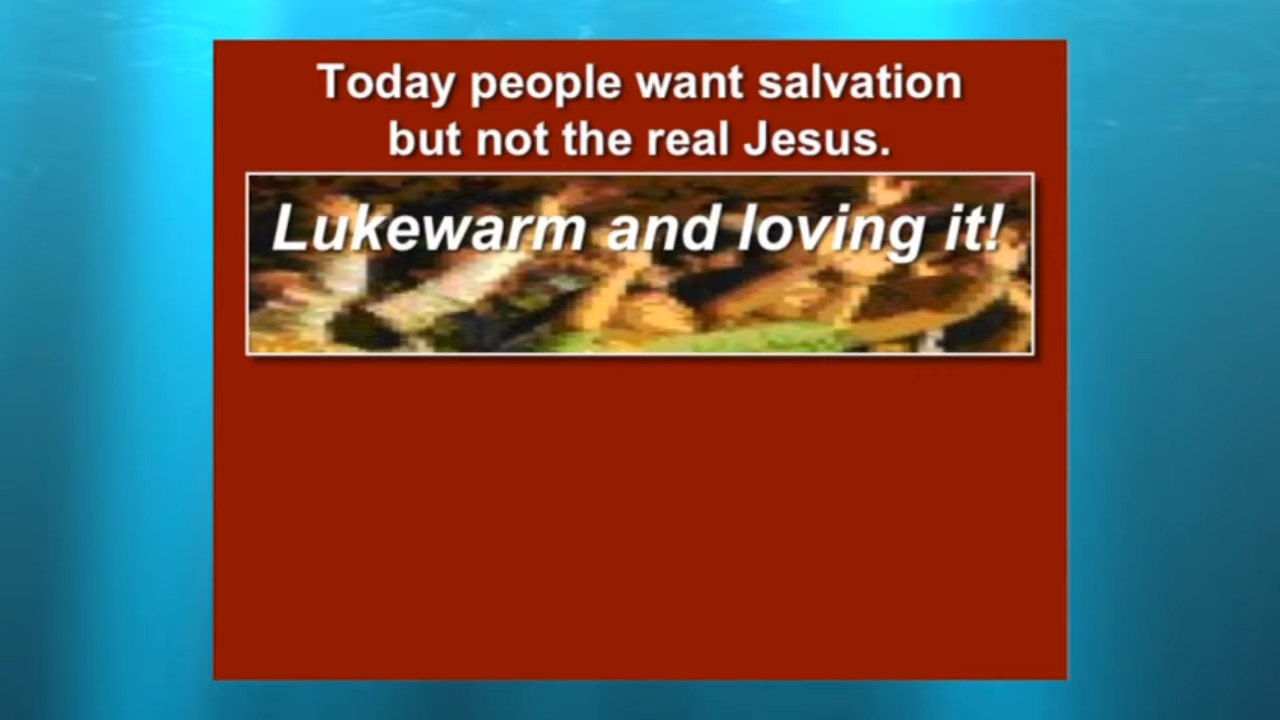 Today people want salvation
but not the real Jesus.
Lukewarm and loving it!